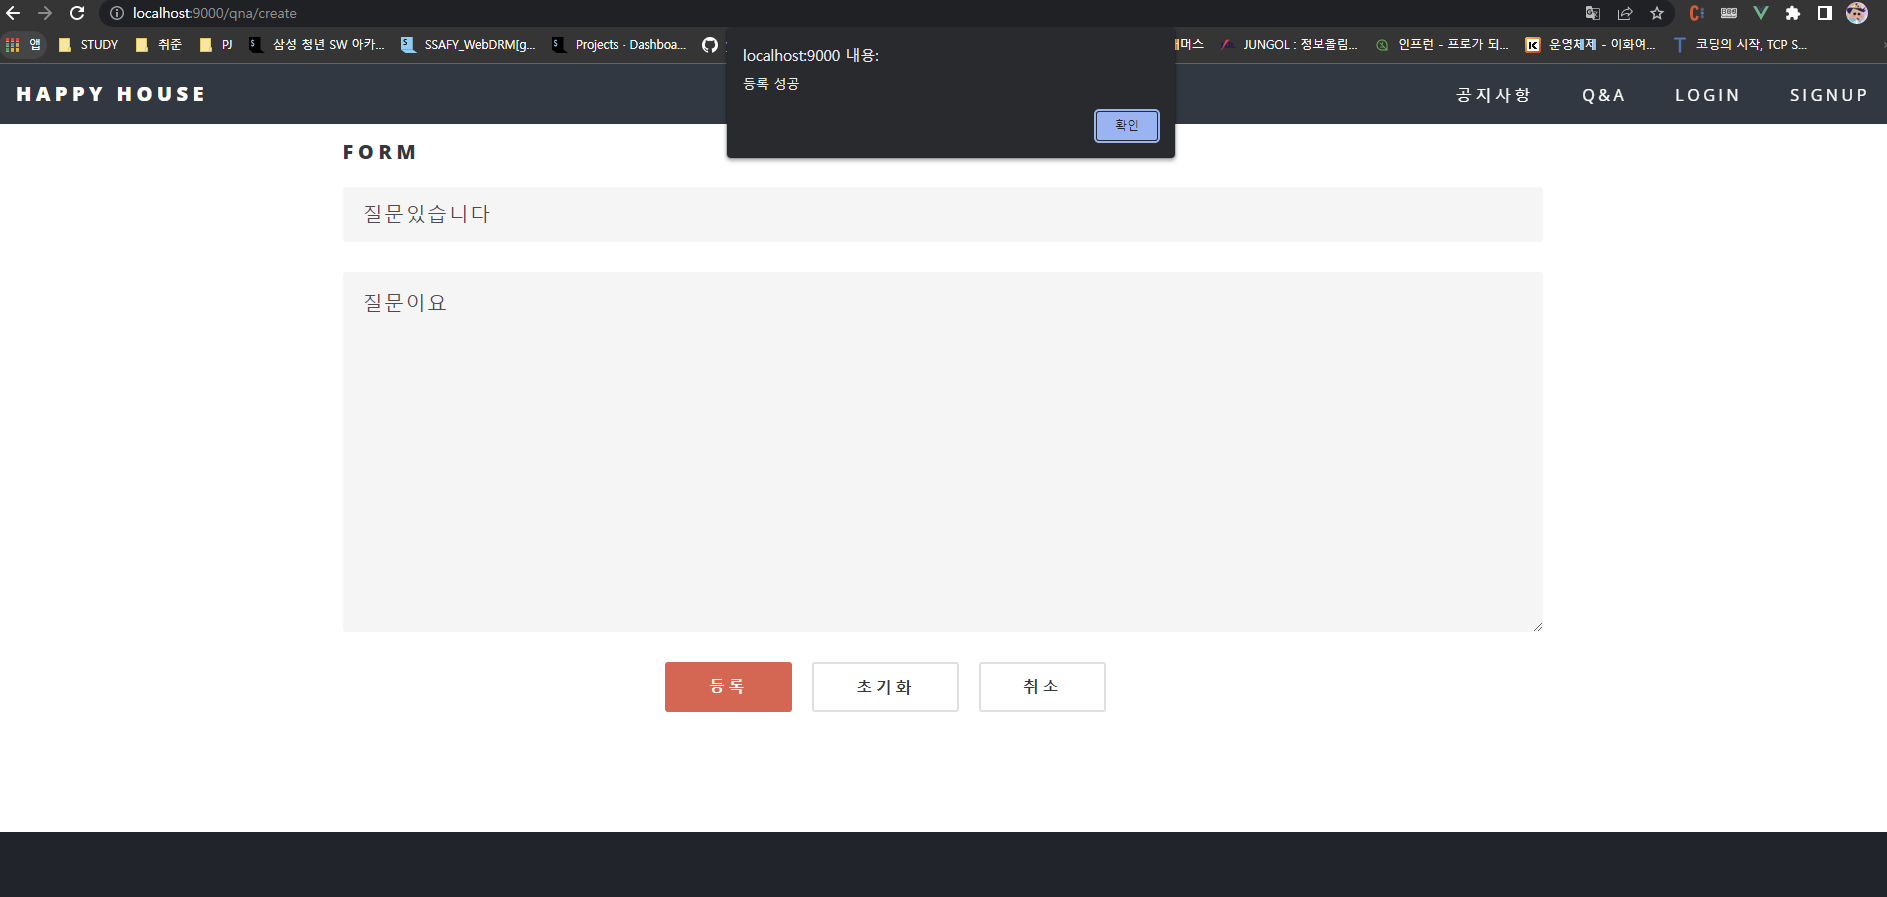 localhost:9000/qna/create
앱 STUDY 취준 PJ 삼성 청년 SW 아카... SSAFY_WebDRM[g... Projects · Dashboa... 래머스 JUNGOL : 정보올림... 인프런 - 프로가 되... 운영체제 - 이화여... 코딩의 시작, TCP S...
localhost:9000 내용:
등록 성공
확인
HAPPY HOUSE 공지사항 Q&A LOGIN SIGNUP
FORM
질문있습니다
질문이요
등록 초기화 취소